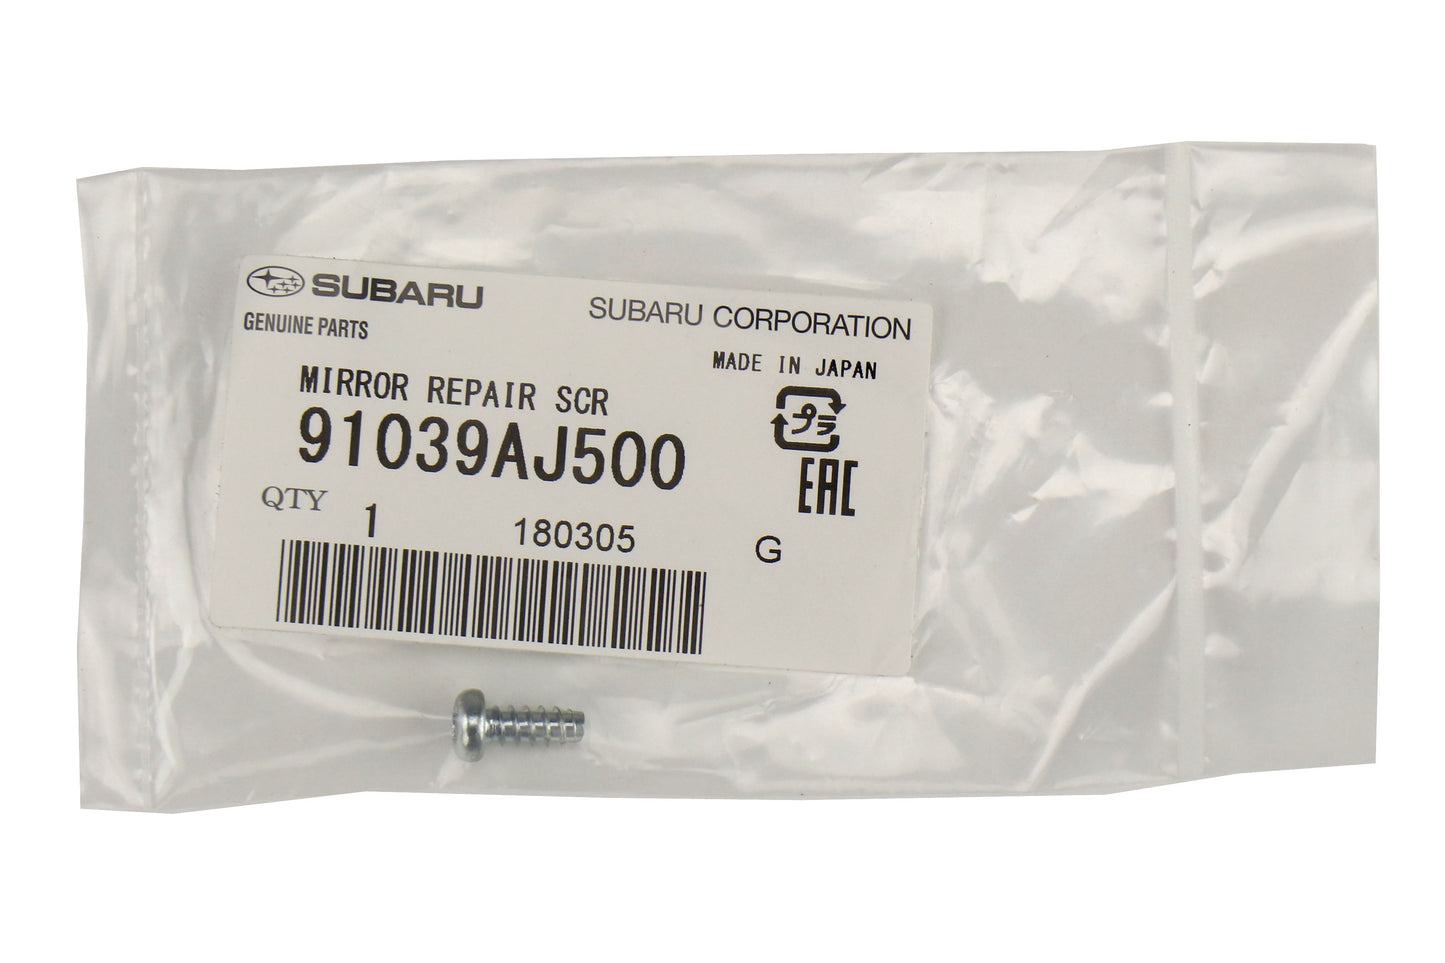 SUBARU
SUBARU CORPORATION
GENUINE PARTS
MADE IN JAPAN
MIRROR REPAIR SCR
91039AJ500
プラ
EAC
QTY 1
180305
G